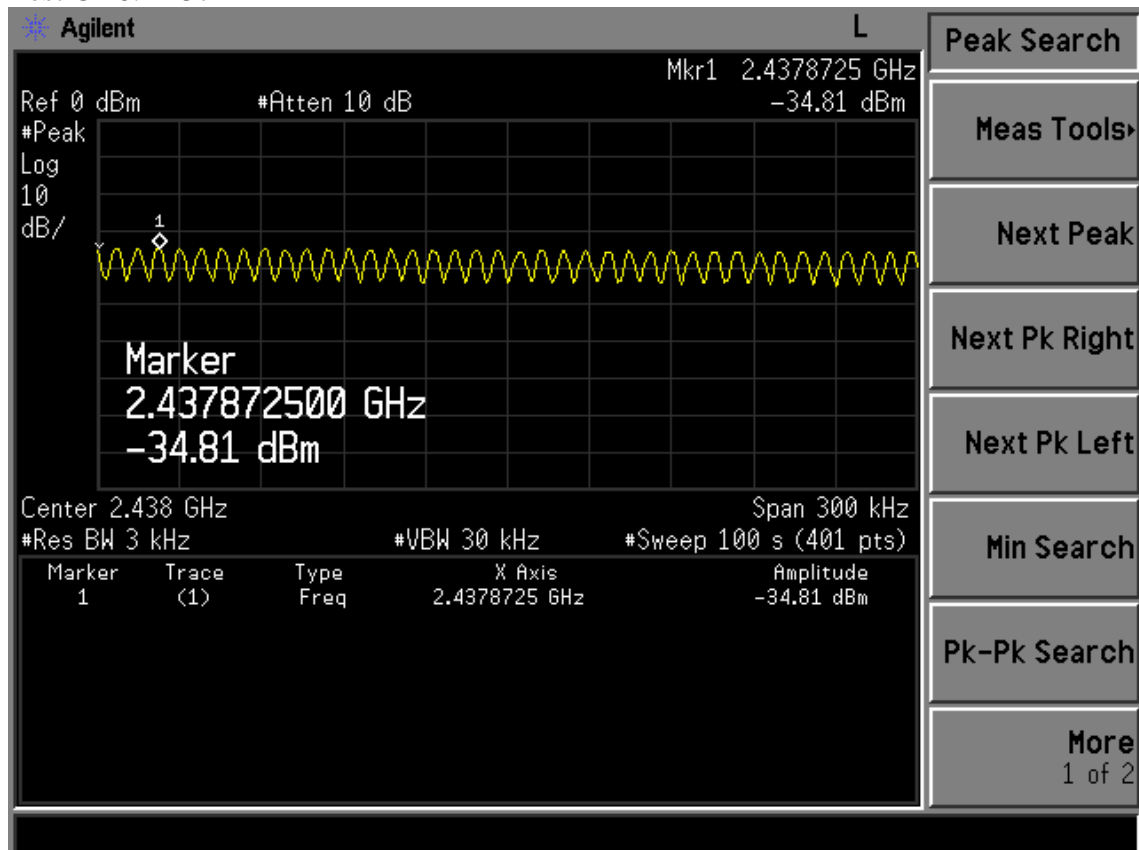 Agilent L
Peak Search
Mkr1 2.4378725 GHz
Ref 0 dBm #Atten 10 dB -34.81 dBm
#Peak
Log
10
dB/
1
Marker
2.437872500 GHz
-34.81 dBm
Center 2.438 GHz Span 300 kHz
#Res BW 3 kHz #VBW 30 kHz #Sweep 100 s (401 pts)
Marker Trace Type X Axis Amplitude
1 (1) Freq 2.4378725 GHz -34.81 dBm
Meas Tools
Next Peak
Next Pk Right
Next Pk Left
Min Search
Pk-Pk Search
More
1 of 2